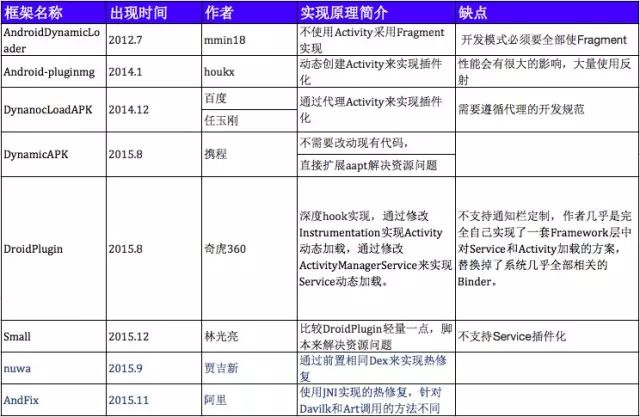 框架名称 出现时间 作者 实现原理简介 缺点
AndroidDynamicLo
ader
2012.7
mmin18
不使用Activity采用Fragment
实现
开发模式必须要全部使Fragment
Android-pluginmg
2014.1
houkx
动态创建Activity来实现插件
化
性能会有很大的影响，大量使用反
射
DynanocLoadAPK
2014.12
百度
任玉刚
通过代理Activity来实现插件
化
需要遵循代理的开发规范
DynamicAPK
2015.8
携程
不需要改动现有代码，
直接扩展aapt解决资源问题
DroidPlugin
2015.8
奇虎360
深度hook实现，通过修改
Instrumentation实现Activity
动态加载，通过修改
ActivityManagerService来实现
Service动态加载。
不支持通知栏定制，作者几乎是完
全自己实现了一套Framework层中
对Service和Activity加载的方案，
替换掉了系统几乎全部相关的
Binder。
Small
2015.12
林光亮
比较DroidPlugin轻量一点，脚
本来解决资源问题
不支持Service插件化
nuwa
2015.9
贾吉新
通过前置相同Dex来实现热修
复
AndFix
2015.11
阿里
使用JNI实现的热修复，针对
Davilk和Art调用的方法不同